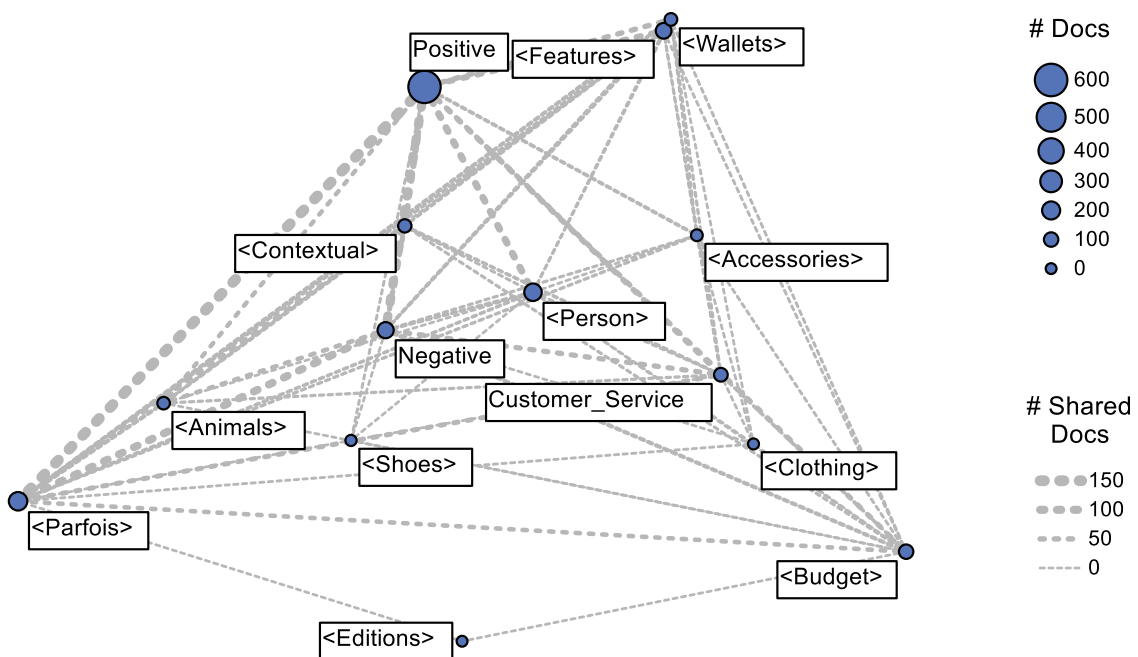 Positive
<Features>
<Wallets>
<Contextual>
<Accessories>
<Person>
Negative
Customer_Service
<Animals>
<Shoes>
<Clothing>
<Parfois>
<Budget>
<Editions>
# Docs
600
500
400
300
200
100
0
# Shared
Docs
150
100
50
0